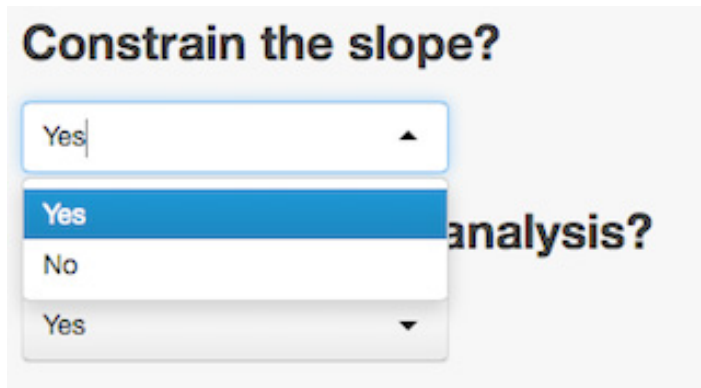 Constrain the slope?
Yes
Yes
analysis?
No
Yes